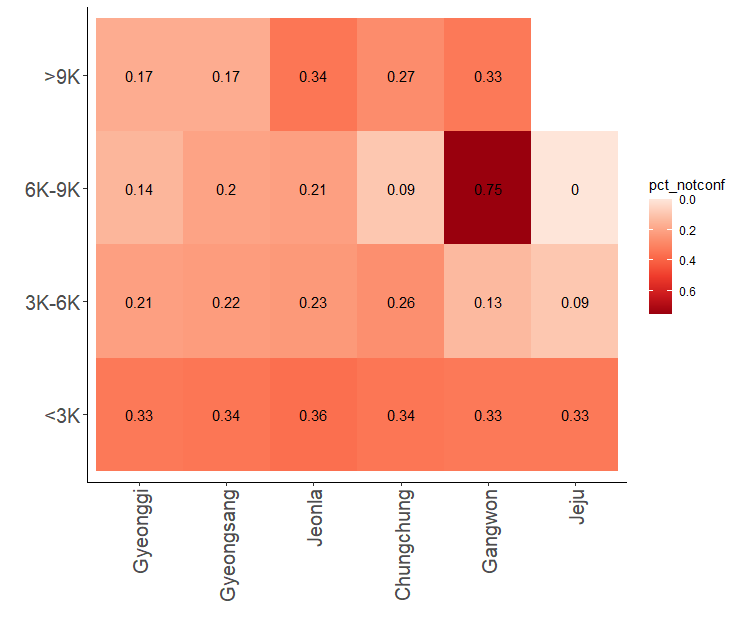 >9K 0.17 0.17 0.34 0.27 0.33
6K-9K 0.14 0.2 0.21 0.09 0.75 0
3K-6K 0.21 0.22 0.23 0.26 0.13 0.09
<3K 0.33 0.34 0.36 0.34 0.33 0.33
Gyeonggi Gyeongsang Jeonla Chungchung Gangwon Jeju
pct_notconf
0.0
0.2
0.4
0.6